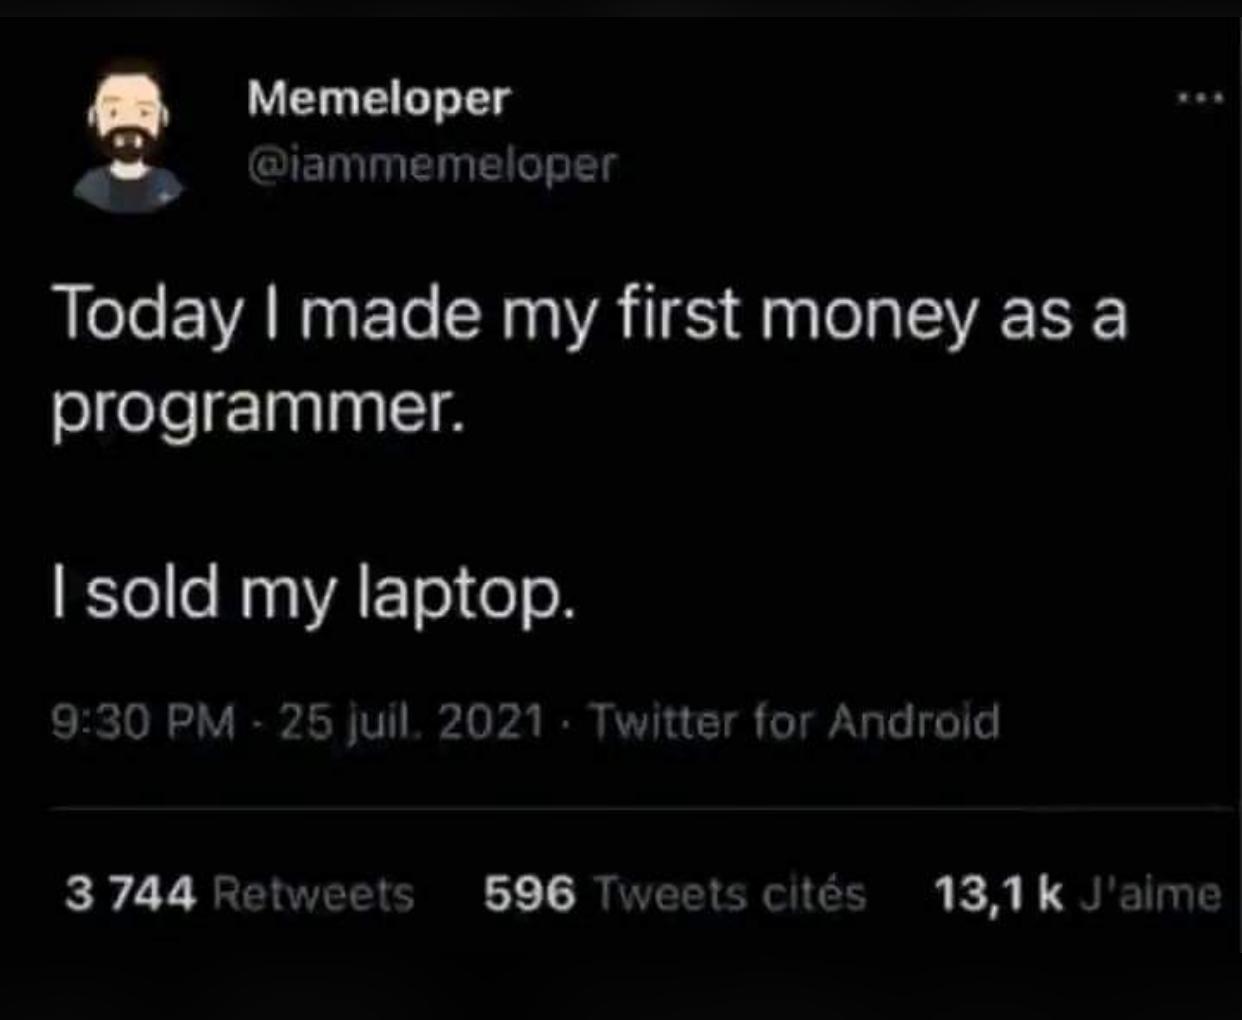 Memeloper
@iammemeloper
Today I made my first money as a
programmer.
I sold my laptop.
9:30 PM · 25 juil. 2021 · Twitter for Android
3 744 Retweets 596 Tweets cités 13,1 k J'aime